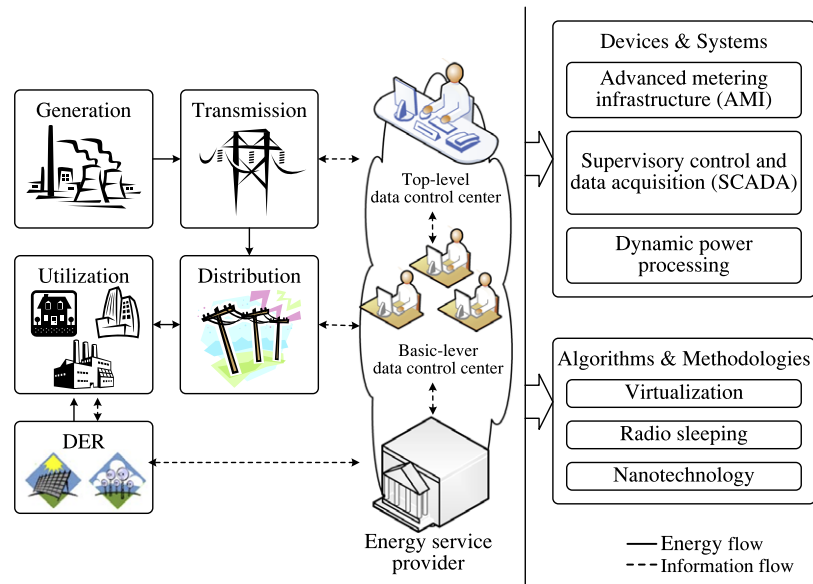 Generation
Transmission
Utilization
Distribution
DER
Top-level
data control center
Basic-lever
data control center
Energy service
provider
Devices & Systems
Advanced metering
infrastructure (AMI)
Supervisory control and
data acquisition (SCADA)
Dynamic power
processing
Algorithms & Methodologies
Virtualization
Radio sleeping
Nanotechnology
Energy flow
Information flow